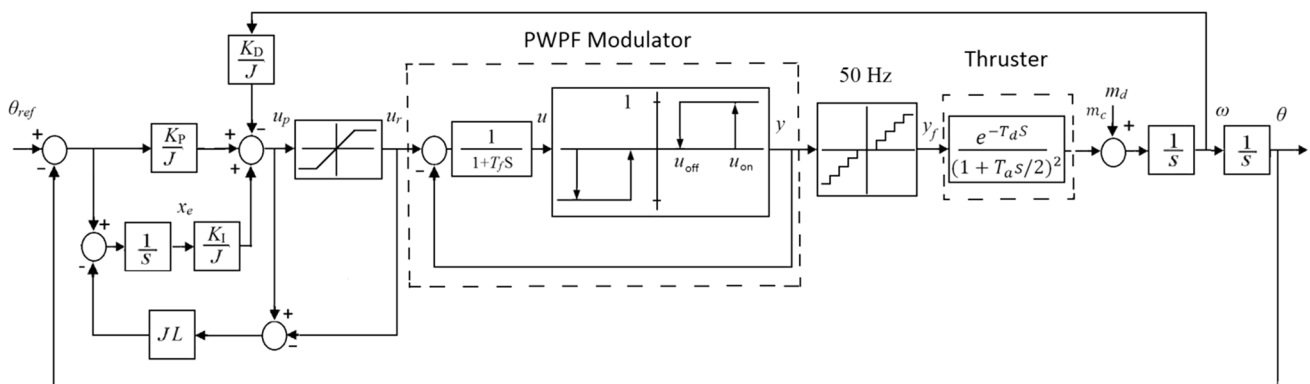 PWPF Modulator
Thruster
50 Hz
K_D
J
θ_ref
+
-
K_P
J
+
-
+
u_p
u_r
-
1
1+T_f S
u
1
u_off
u_on
y
y_f
e^{-T_d S}
(1 + T_a s/2)^2
m_c
m_d
+
1
s
ω
1
s
θ
+
-
1
s
x_e
K_I
J
JL
+
-